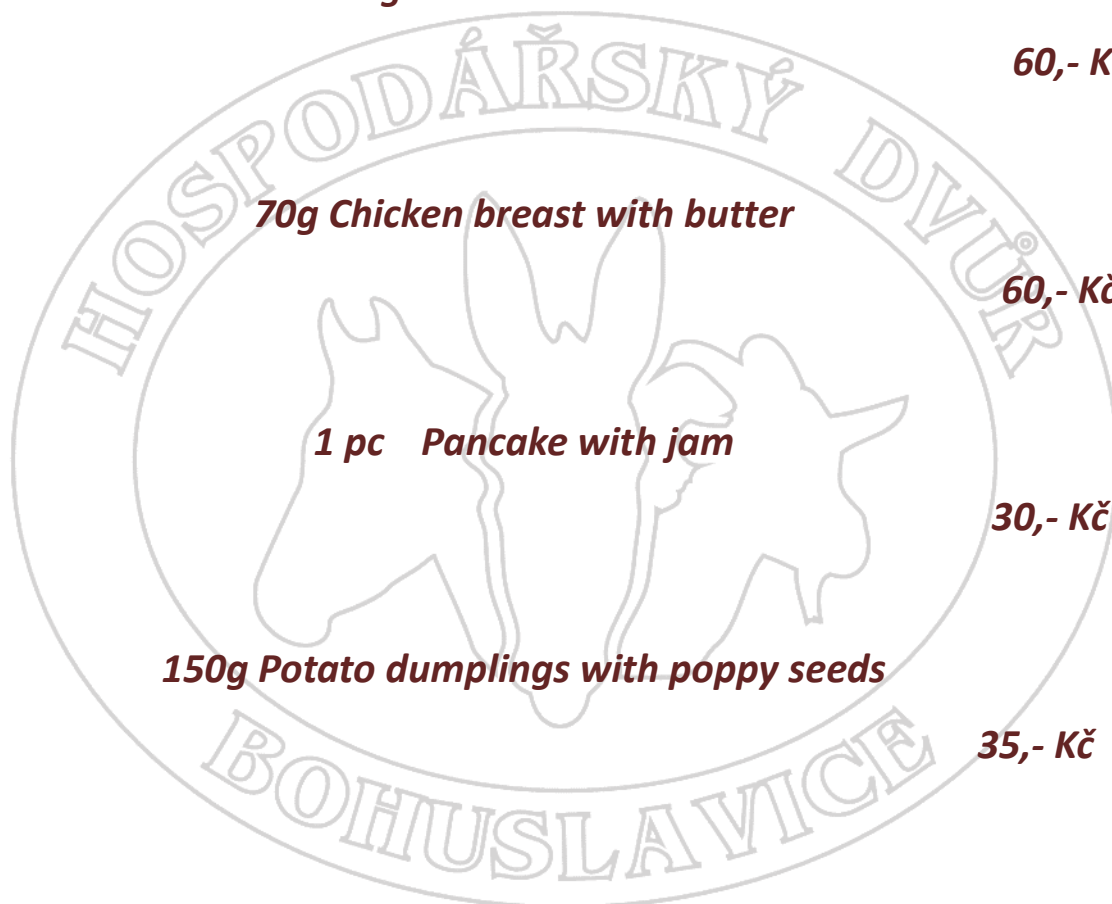 60,- K
70g Chicken breast with butter
60,- Kč
1 pc Pancake with jam
30,- Kč
150g Potato dumplings with poppy seeds
35,- Kč
HOSPODÁŘSKÝ DVŮR
BOHUSLAVICE